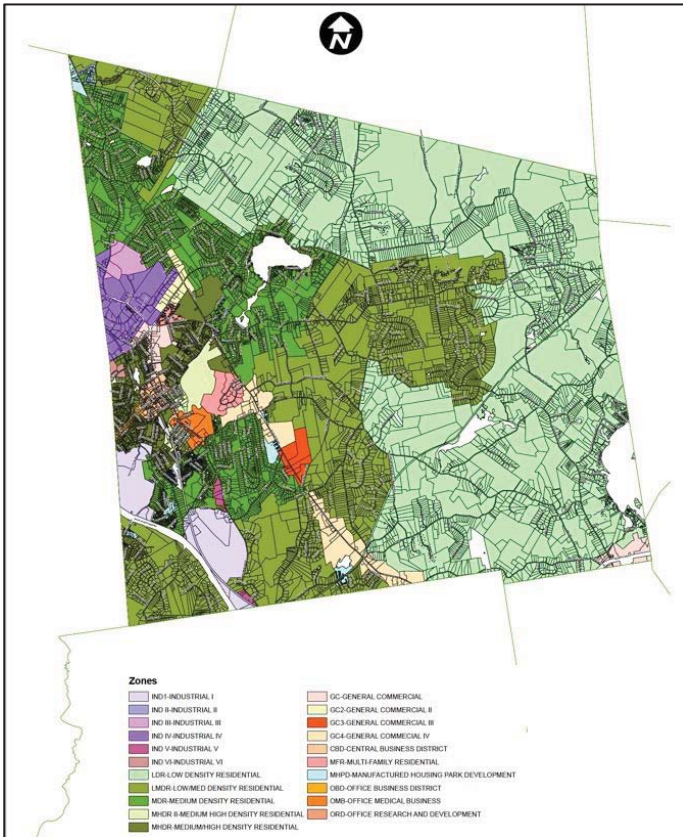 N
Zones
IND1-INDUSTRIAL I
IND II-INDUSTRIAL II
IND III-INDUSTRIAL III
IND IV-INDUSTRIAL IV
IND V-INDUSTRIAL V
IND VI-INDUSTRIAL VI
LDR-LOW DENSITY RESIDENTIAL
LMDR-LOW/MED DENSITY RESIDENTIAL
MDR-MEDIUM DENSITY RESIDENTIAL
MHDR II-MEDIUM HIGH DENSITY RESIDENTIAL
MHDR-MEDIUM/HIGH DENSITY RESIDENTIAL
GC-GENERAL COMMERCIAL
GC2-GENERAL COMMERCIAL II
GC3-GENERAL COMMERCIAL III
GC4-GENERAL COMMECIAL IV
CBD-CENTRAL BUSINESS DISTRICT
MFR-MULTI-FAMILY RESIDENTIAL
MHPD-MANUFACTURED HOUSING PARK DEVELOPMENT
OBD-OFFICE BUSINESS DISTRICT
OMB-OFFICE MEDICAL BUSINESS
ORD-OFFICE RESEARCH AND DEVELOPMENT